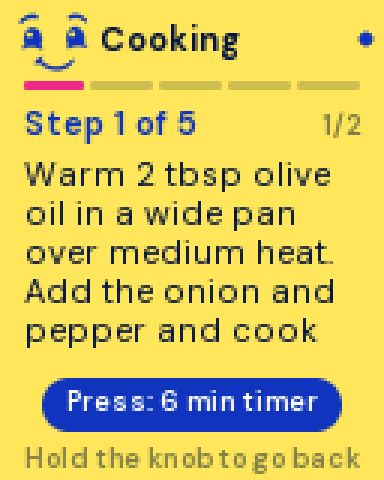 Cooking
Step 1 of 5
1/2
Warm 2 tbsp olive
oil in a wide pan
over medium heat.
Add the onion and
pepper and cook
Press: 6 min timer
Hold the knob to go back